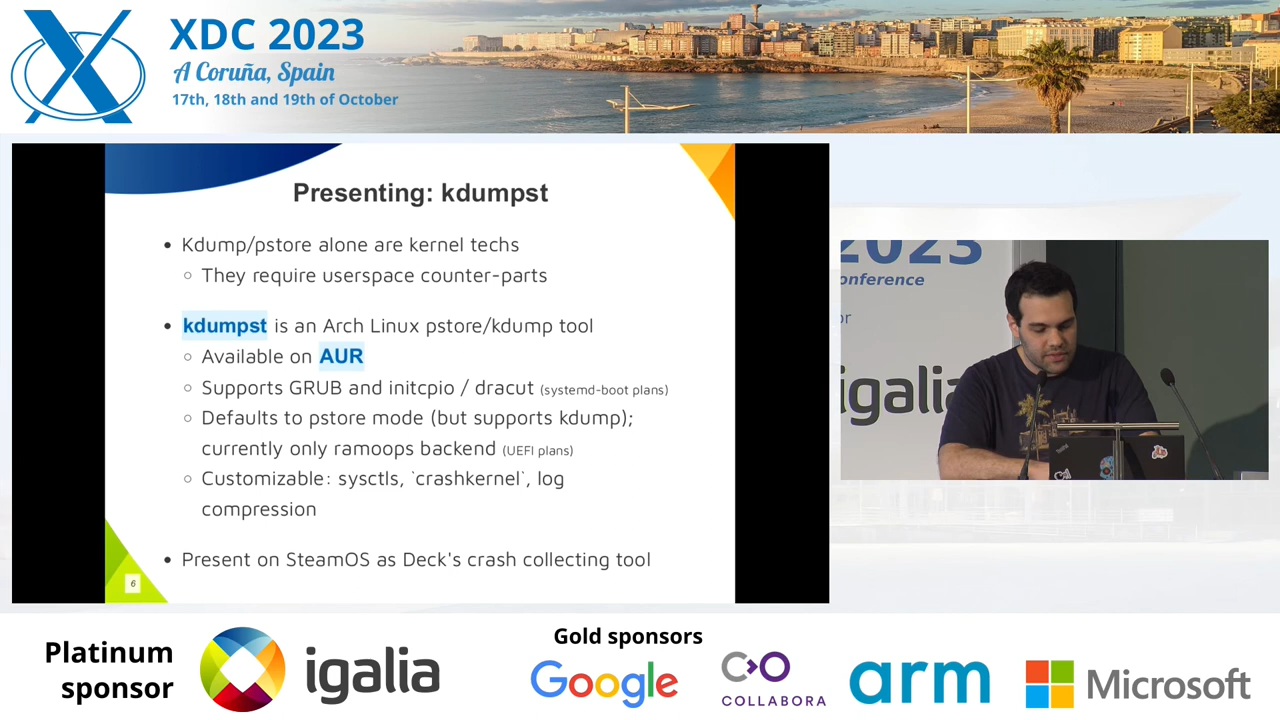 XDC 2023
A Coruña, Spain
17th, 18th and 19th of October
Presenting: kdumpst
• Kdump/pstore alone are kernel techs
○ They require userspace counter-parts
• kdumpst is an Arch Linux pstore/kdump tool
○ Available on AUR
○ Supports GRUB and initcpio / dracut (systemd-boot plans)
○ Defaults to pstore mode (but supports kdump);
currently only ramoops backend (UEFI plans)
○ Customizable: sysctls, `crashkernel`, log
compression
• Present on SteamOS as Deck's crash collecting tool
6
2023
onference
or
igalia
Platinum
sponsor
igalia
Gold sponsors
Google
COLLABORA
arm
Microsoft